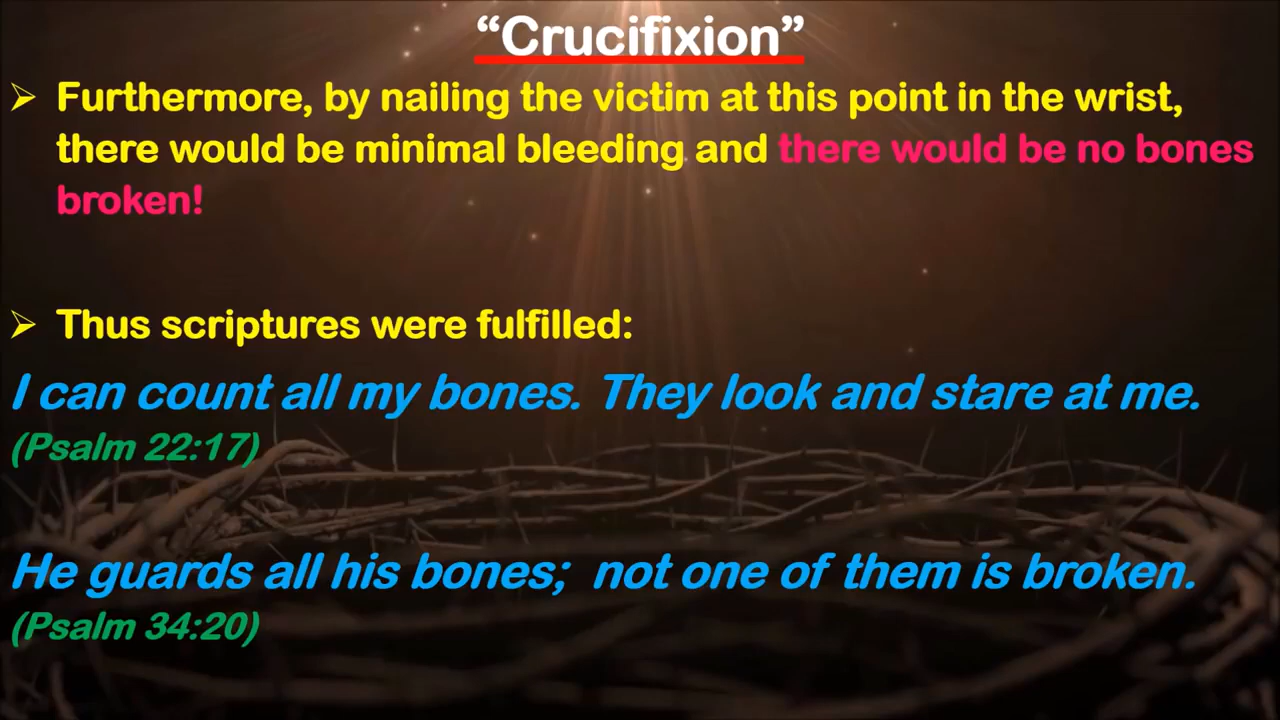 “Crucifixion”
➢ Furthermore, by nailing the victim at this point in the wrist,
there would be minimal bleeding and there would be no bones
broken!
➢ Thus scriptures were fulfilled:
I can count all my bones. They look and stare at me.
(Psalm 22:17)
He guards all his bones; not one of them is broken.
(Psalm 34:20)